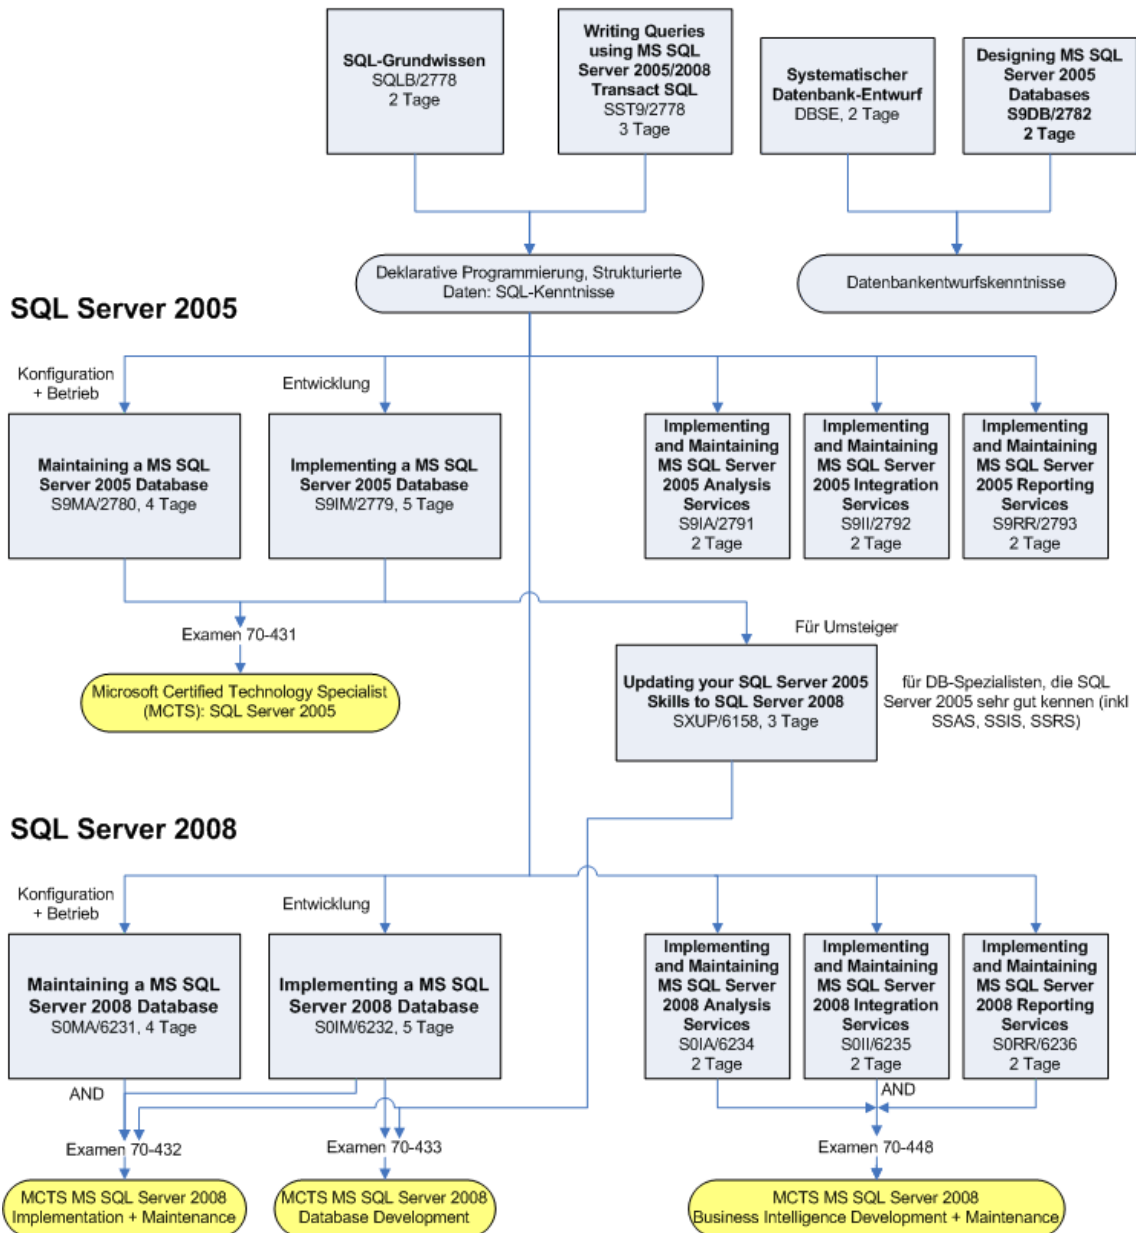 SQL-Grundwissen
SQLB/2778
2 Tage
Writing Queries
using MS SQL
Server 2005/2008
Transact SQL
SST9/2778
3 Tage
Systematischer
Datenbank-Entwurf
DBSE, 2 Tage
Designing MS SQL
Server 2005
Databases
S9DB/2782
2 Tage
Deklarative Programmierung, Strukturierte
Daten: SQL-Kenntnisse
Datenbankentwurfskenntnisse
SQL Server 2005
Konfiguration
+ Betrieb
Entwicklung
Maintaining a MS SQL
Server 2005 Database
S9MA/2780, 4 Tage
Implementing a MS SQL
Server 2005 Database
S9IM/2779, 5 Tage
Implementing
and Maintaining
MS SQL Server
2005 Analysis
Services
S9IA/2791
2 Tage
Implementing
and Maintaining
MS SQL Server
2005 Integration
Services
S9II/2792
2 Tage
Implementing
and Maintaining
MS SQL Server
2005 Reporting
Services
S9RR/2793
2 Tage
Examen 70-431
Microsoft Certified Technology Specialist
(MCTS): SQL Server 2005
Für Umsteiger
Updating your SQL Server 2005
Skills to SQL Server 2008
SXUP/6158, 3 Tage
für DB-Spezialisten, die SQL
Server 2005 sehr gut kennen (inkl
SSAS, SSIS, SSRS)
SQL Server 2008
Konfiguration
+ Betrieb
Entwicklung
Maintaining a MS SQL
Server 2008 Database
S0MA/6231, 4 Tage
Implementing a MS SQL
Server 2008 Database
S0IM/6232, 5 Tage
Implementing
and Maintaining
MS SQL Server
2008 Analysis
Services
S0IA/6234
2 Tage
Implementing
and Maintaining
MS SQL Server
2008 Integration
Services
S0II/6235
2 Tage
Implementing
and Maintaining
MS SQL Server
2008 Reporting
Services
S0RR/6236
2 Tage
AND
AND
Examen 70-432
Examen 70-433
Examen 70-448
MCTS MS SQL Server 2008
Implementation + Maintenance
MCTS MS SQL Server 2008
Database Development
MCTS MS SQL Server 2008
Business Intelligence Development + Maintenance